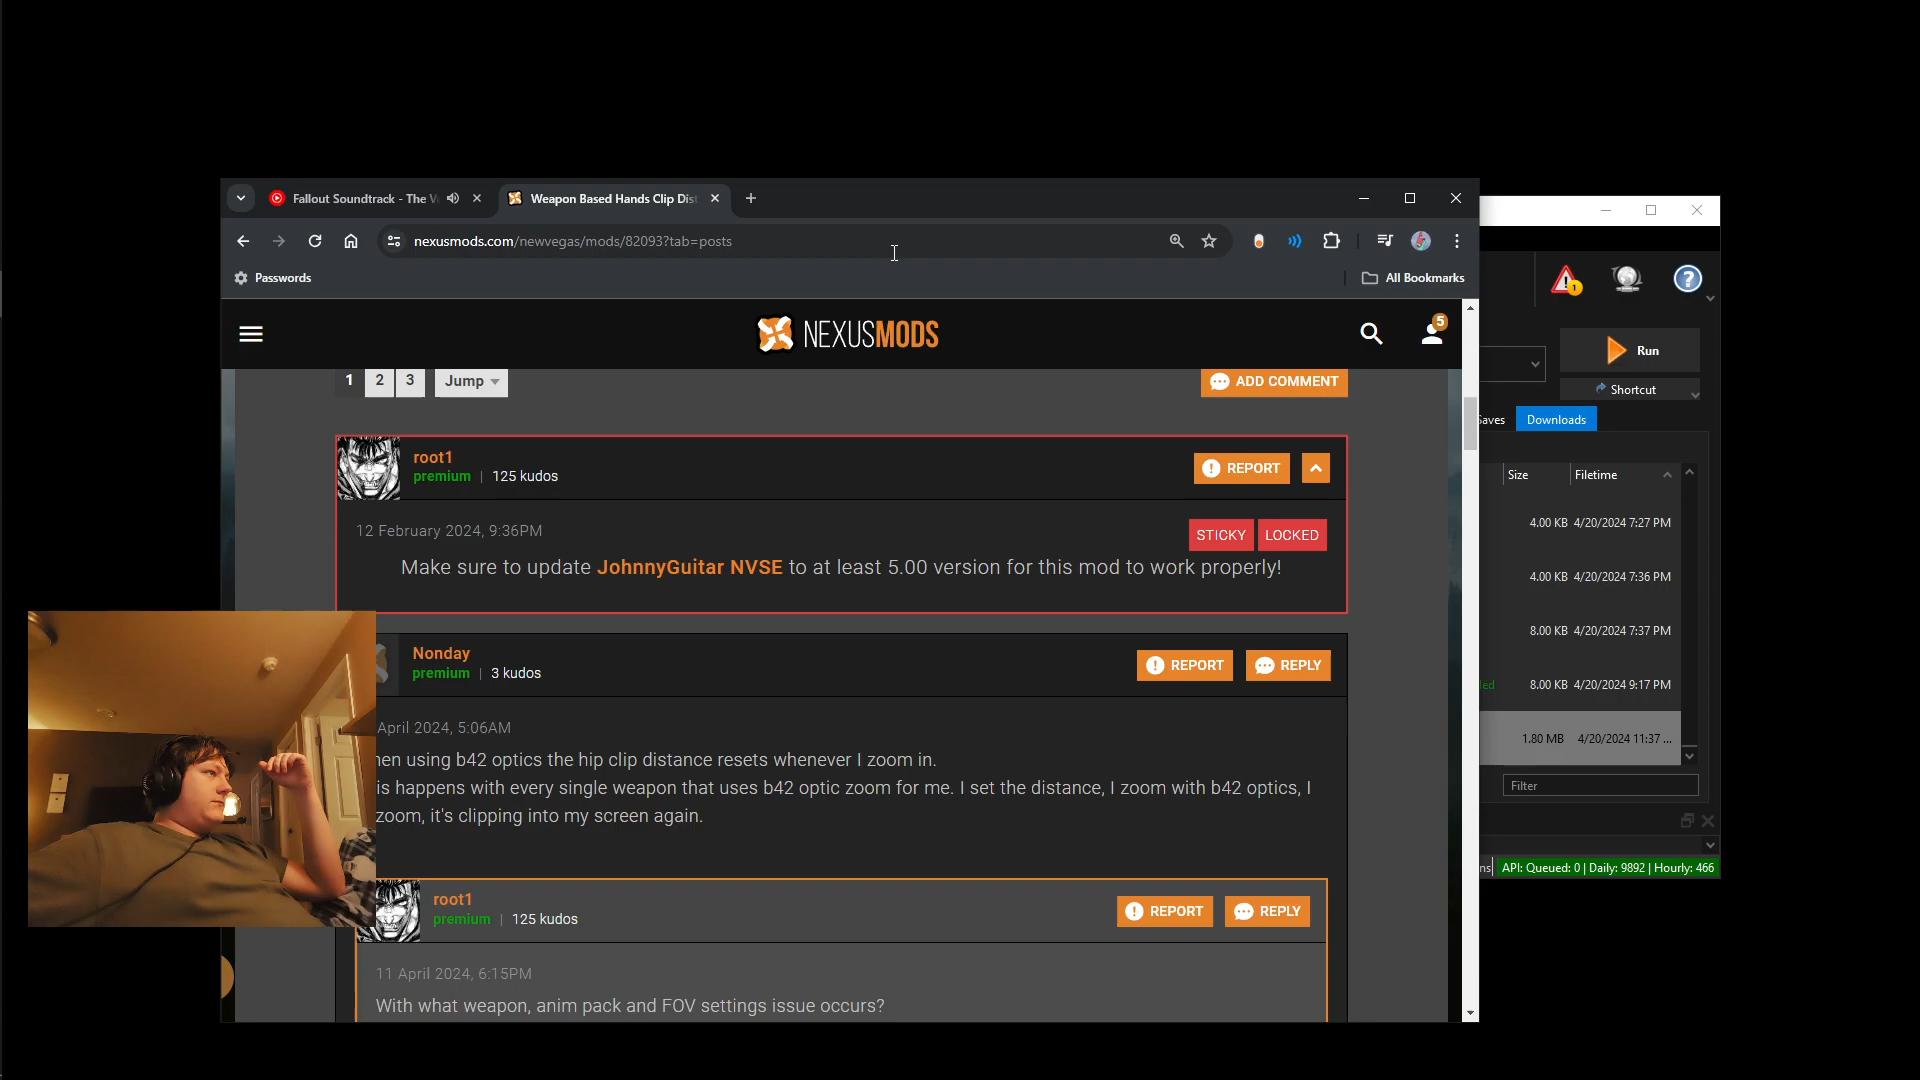 Fallout Soundtrack - The
Weapon Based Hands Clip Dist
nexusmods.com/newvegas/mods/82093?tab=posts
Passwords
All Bookmarks
NEXUSMODS
5
1
1 2 3 Jump
ADD COMMENT
Run
Shortcut
Saves
Downloads
root1
premium | 125 kudos
REPORT
Size
Filetime
12 February 2024, 9:36PM
STICKY LOCKED
4.00 KB 4/20/2024 7:27 PM
Make sure to update JohnnyGuitar NVSE to at least 5.00 version for this mod to work properly!
4.00 KB 4/20/2024 7:36 PM
8.00 KB 4/20/2024 7:37 PM
Nonday
premium | 3 kudos
REPORT
REPLY
8.00 KB 4/20/2024 9:17 PM
April 2024, 5:06AM
1.80 MB 4/20/2024 11:37 ...
using b42 optics the hip clip distance resets whenever I zoom in.
happens with every single weapon that uses b42 optic zoom for me. I set the distance, I zoom with b42 optics, I
zoom, it's clipping into my screen again.
Filter
API: Queued: 0 | Daily: 9892 | Hourly: 466
root1
premium | 125 kudos
REPORT
REPLY
11 April 2024, 6:15PM
With what weapon, anim pack and FOV settings issue occurs?